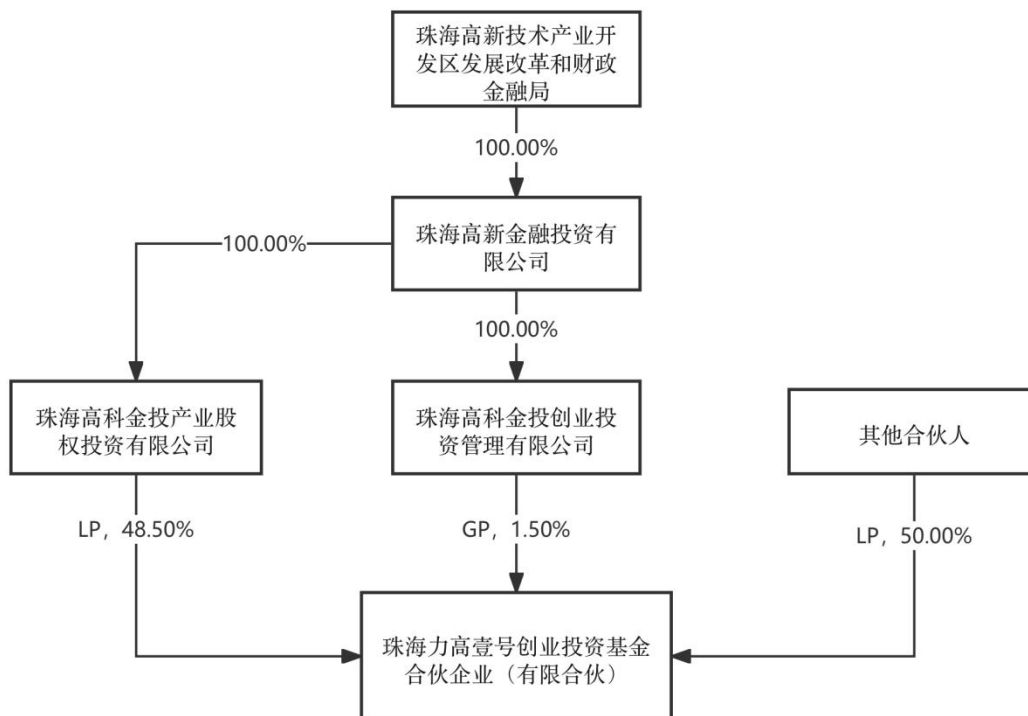 珠海高新技术产业开
发区发展改革和财政
金融局
100.00%
珠海高新金融投资有
限公司
100.00%
100.00%
珠海高科金投产业股
权投资有限公司
珠海高科金投创业投
资管理有限公司
其他合伙人
LP，48.50%
GP，1.50%
LP，50.00%
珠海力高壹号创业投资基金
合伙企业（有限合伙）